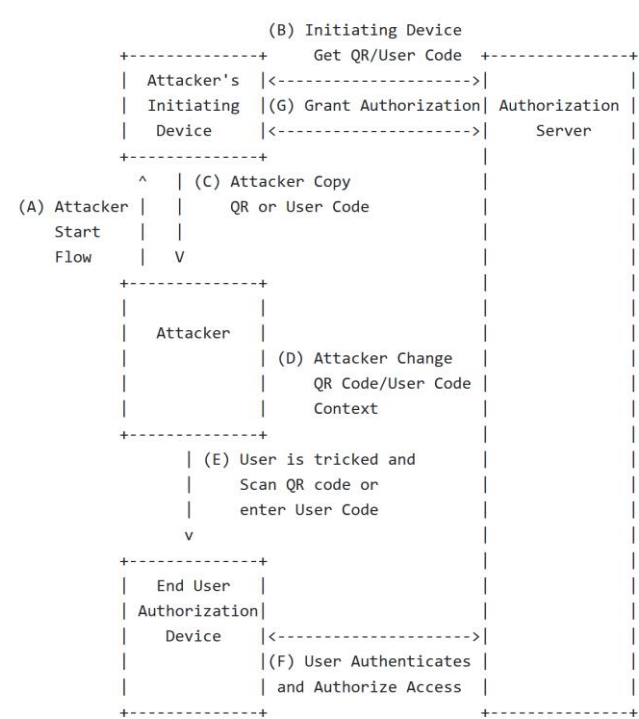 (B) Initiating Device
Get QR/User Code
Attacker's
Initiating (G) Grant Authorization Authorization
Device Server
(C) Attacker Copy
(A) Attacker QR or User Code
Start
Flow
Attacker
(D) Attacker Change
QR Code/User Code
Context
(E) User is tricked and
Scan QR code or
enter User Code
End User
Authorization
Device
(F) User Authenticates
and Authorize Access